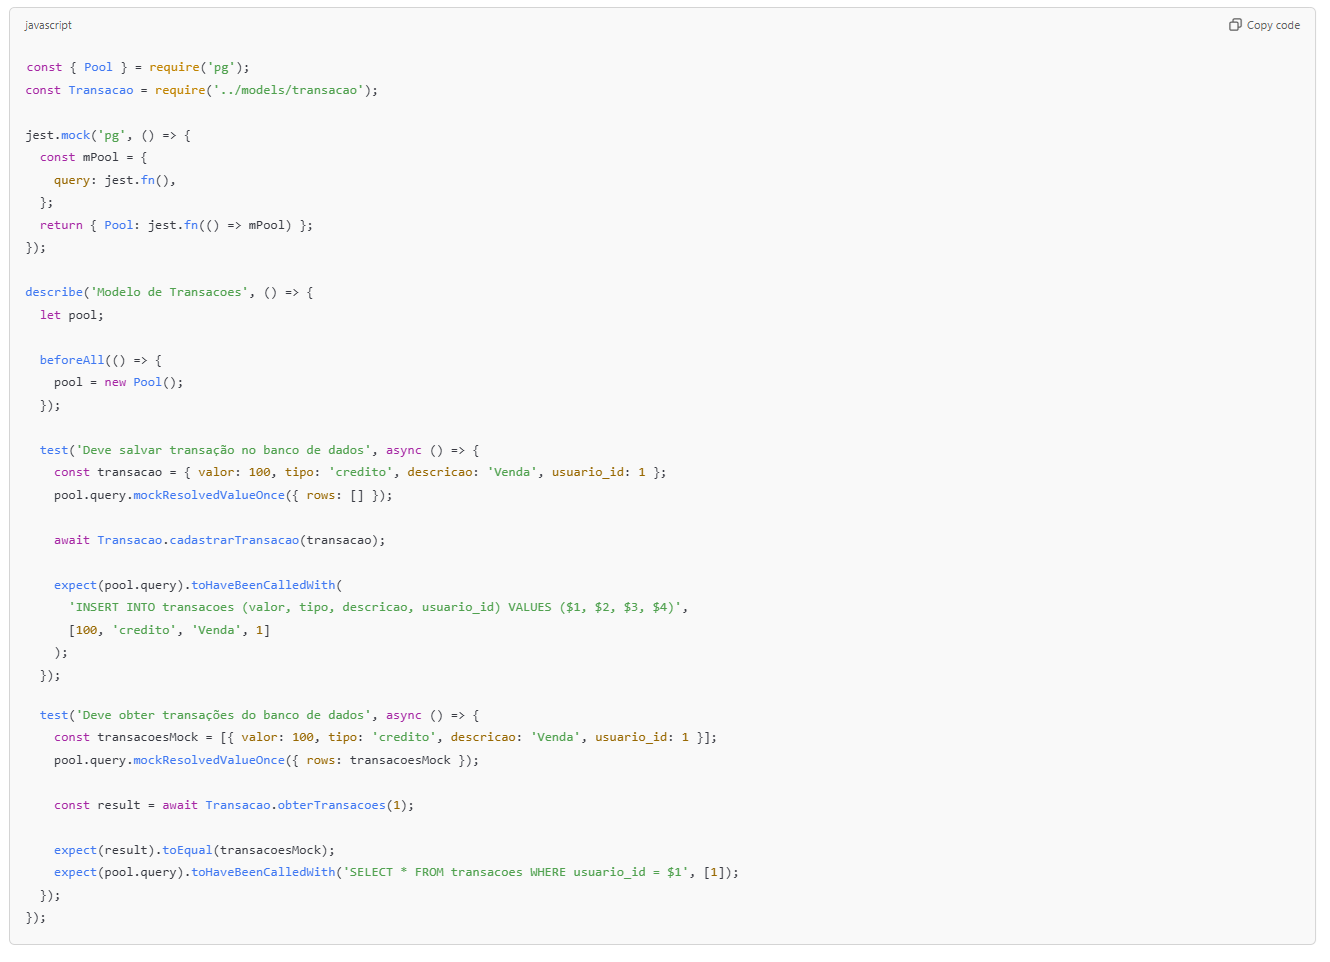 javascript
Copy code
const { Pool } = require('pg');
const Transacao = require('../models/transacao');
jest.mock('pg', () => {
  const mPool = {
    query: jest.fn(),
  };
  return { Pool: jest.fn(() => mPool) };
});
describe('Modelo de Transacoes', () => {
  let pool;
  beforeAll(() => {
    pool = new Pool();
  });
  test('Deve salvar transação no banco de dados', async () => {
    const transacao = { valor: 100, tipo: 'credito', descricao: 'Venda', usuario_id: 1 };
    pool.query.mockResolvedValueOnce({ rows: [] });
    await Transacao.cadastrarTransacao(transacao);
    expect(pool.query).toHaveBeenCalledWith(
      'INSERT INTO transacoes (valor, tipo, descricao, usuario_id) VALUES ($1, $2, $3, $4)',
      [100, 'credito', 'Venda', 1]
    );
  });
  test('Deve obter transações do banco de dados', async () => {
    const transacoesMock = [{ valor: 100, tipo: 'credito', descricao: 'Venda', usuario_id: 1 }];
    pool.query.mockResolvedValueOnce({ rows: transacoesMock });
    const result = await Transacao.obterTransacoes(1);
    expect(result).toEqual(transacoesMock);
    expect(pool.query).toHaveBeenCalledWith('SELECT * FROM transacoes WHERE usuario_id = $1', [1]);
  });
});